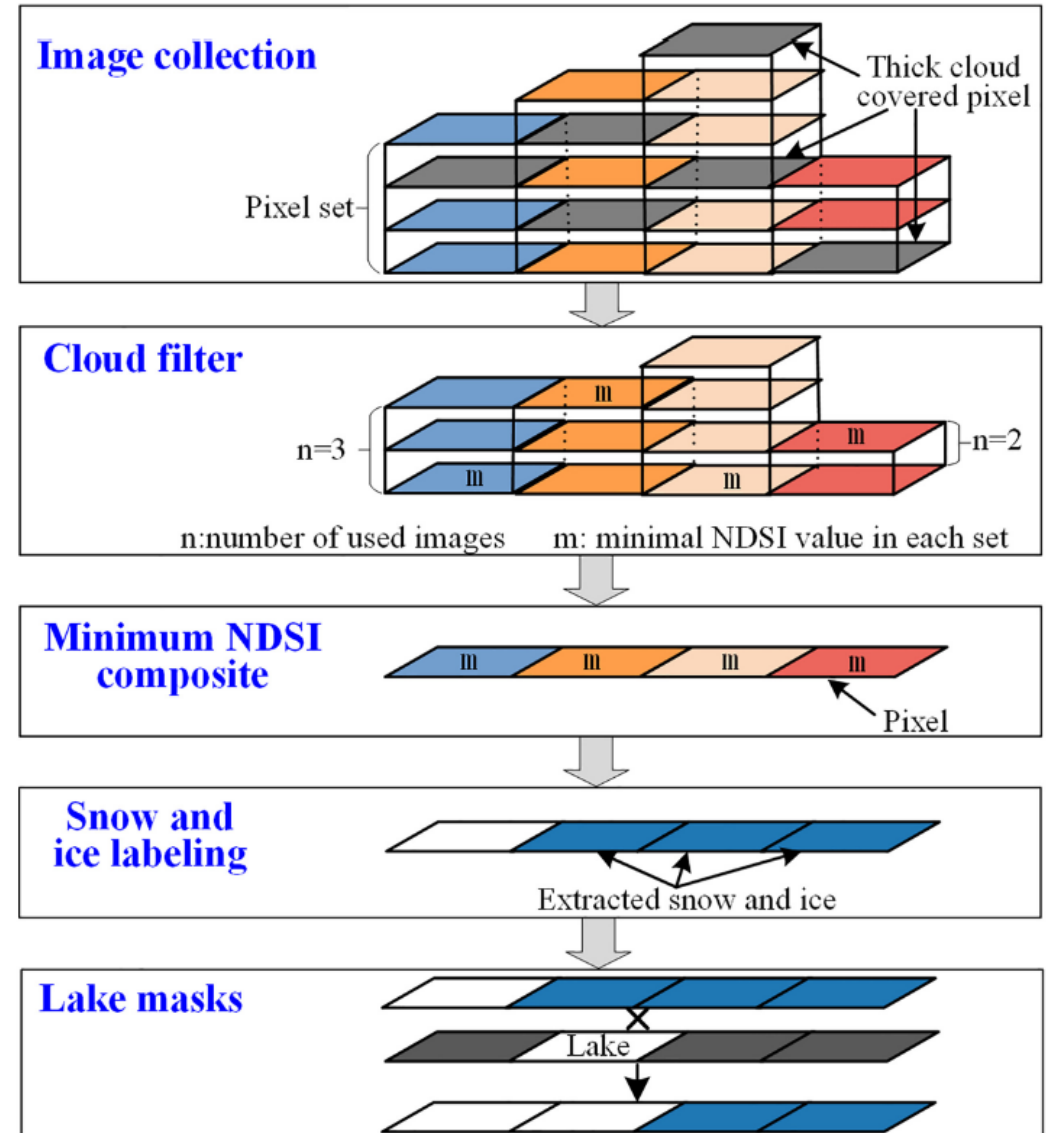 Image collection
Thick cloud
covered pixel
Pixel set
Cloud filter
m
m
n=3
n=2
m
m
n:number of used images
m: minimal NDSI value in each set
Minimum NDSI
composite
m
m
m
m
Pixel
Snow and
ice labeling
Extracted snow and ice
Lake masks
Lake